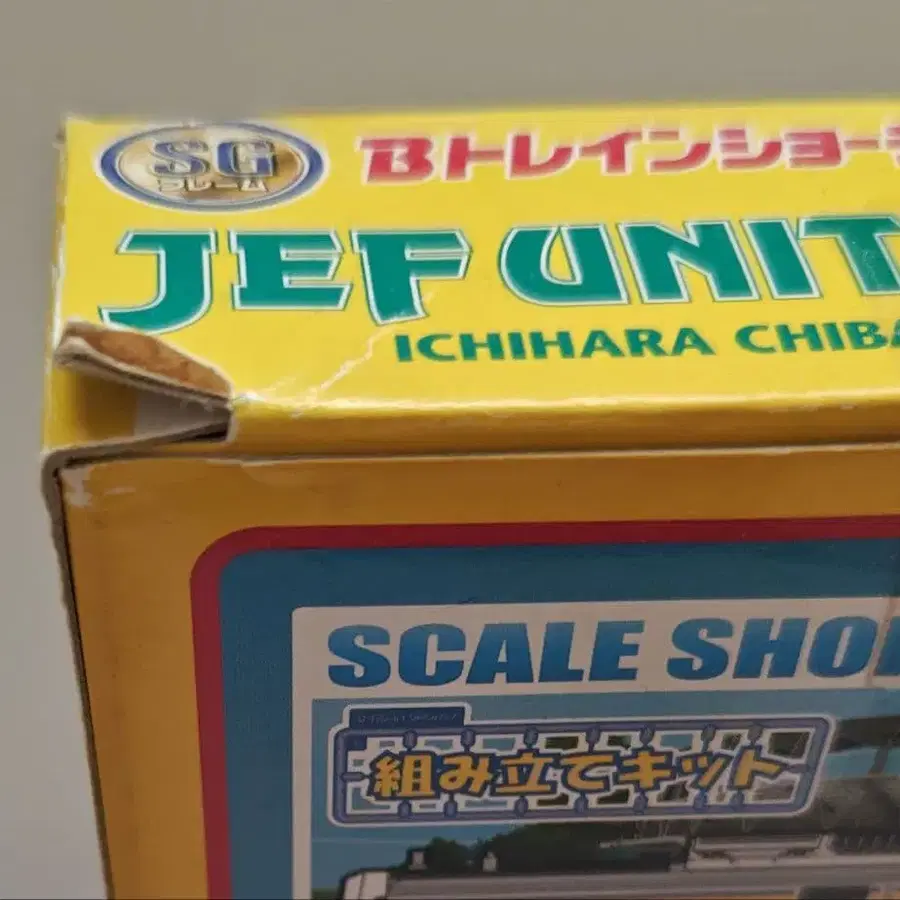 SG
フレーム
Bトレインショー
JEF UNIT
ICHIHARA CHIBA
SCALE SHO
組み立てキット